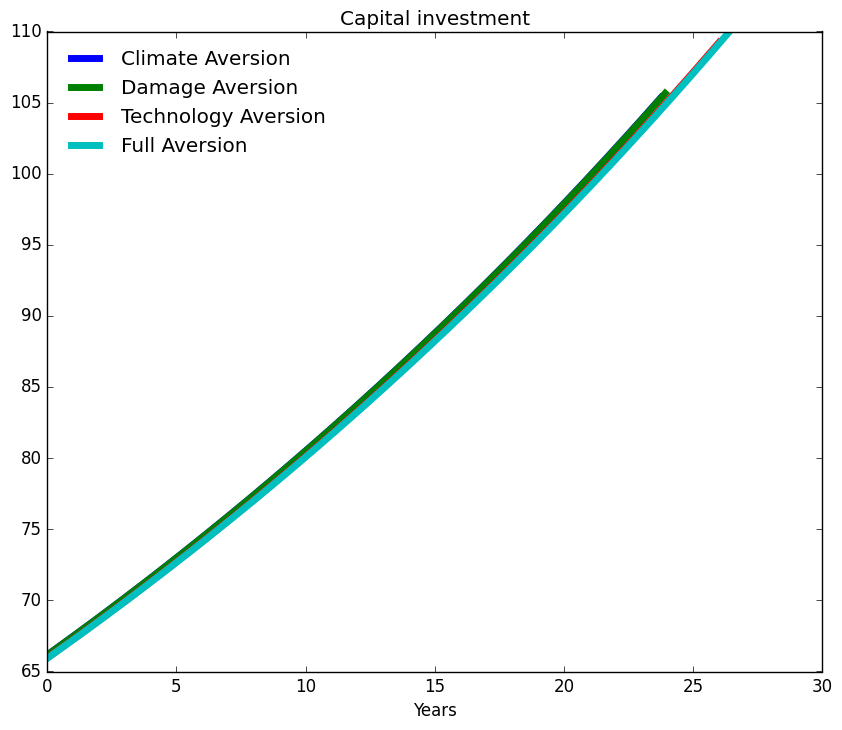 Capital investment
110
105
100
95
90
85
80
75
70
65
Climate Aversion
Damage Aversion
Technology Aversion
Full Aversion
0 5 10 15 20 25 30
Years